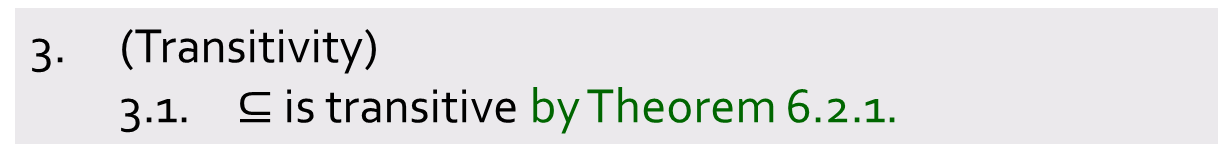 3. (Transitivity)
3.1. ⊆ is transitive by Theorem 6.2.1.